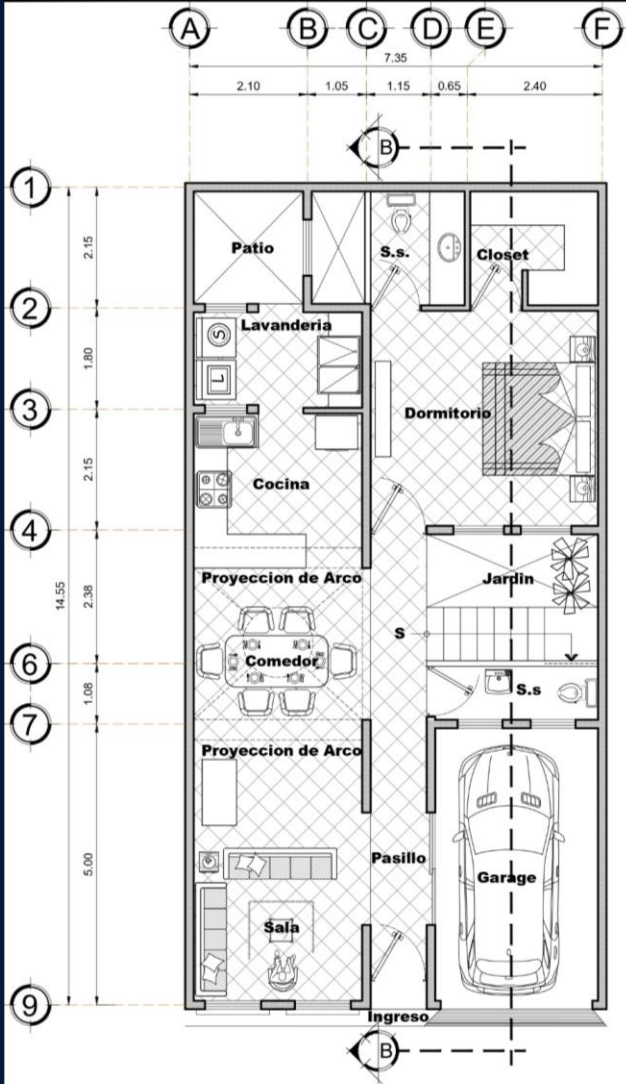 A B C D E F
7.35
2.10 1.05 1.15 0.65 2.40
B
1
2.15
Patio
S.s.
Closet
2
Lavanderia
1.80
S
L
3
Dormitorio
2.15
Cocina
4
Proyeccion de Arco
Jardin
14.55
2.38
S
6
Comedor
S.s
1.08
7
Proyeccion de Arco
5.00
Pasillo
Garage
Sala
9
Ingreso
B